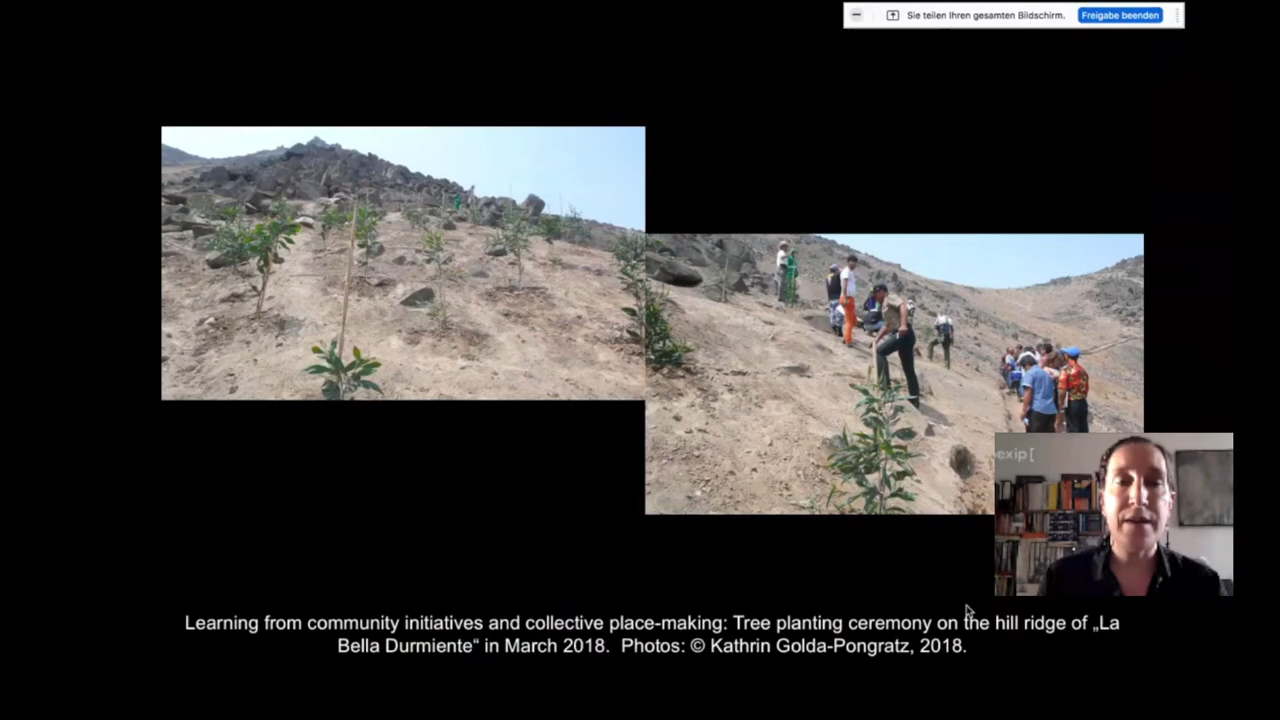 Sie teilen Ihren gesamten Bildschirm. Freigabe beenden
exip[
Learning from community initiatives and collective place-making: Tree planting ceremony on the hill ridge of „La
Bella Durmiente“ in March 2018. Photos: © Kathrin Golda-Pongratz, 2018.